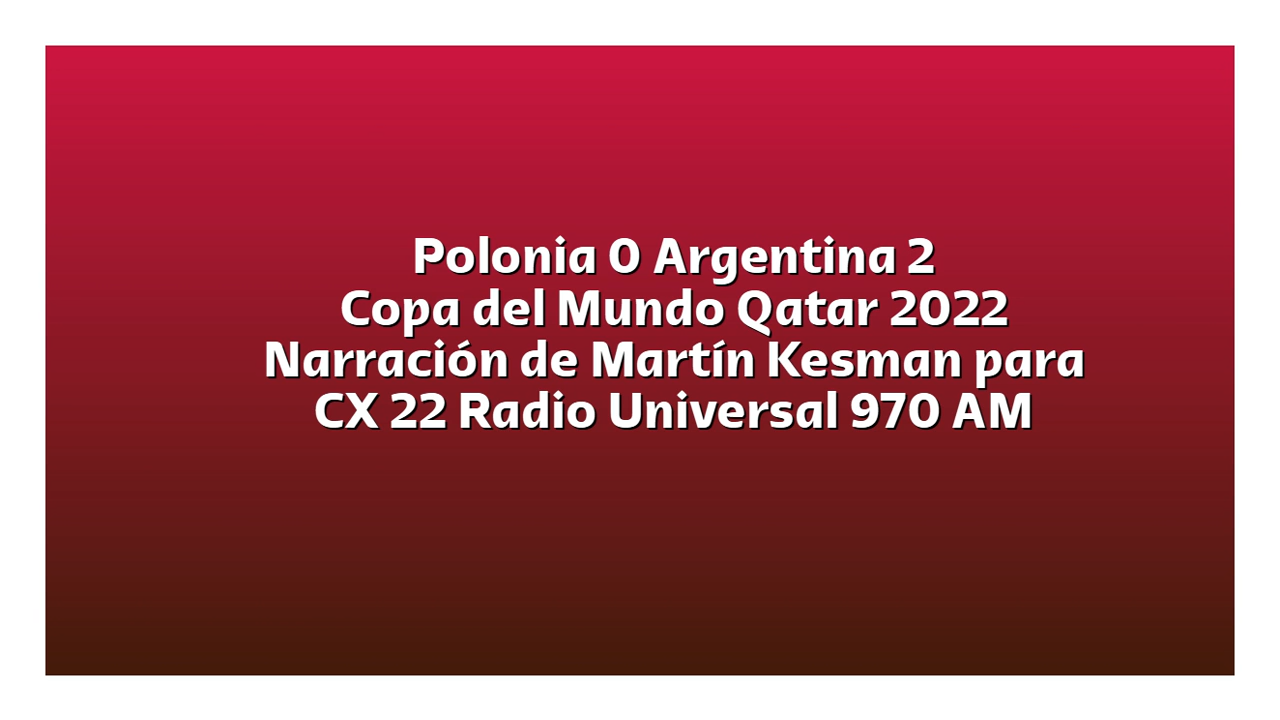 Polonia 0 Argentina 2
Copa del Mundo Qatar 2022
Narración de Martín Kesman para
CX 22 Radio Universal 970 AM